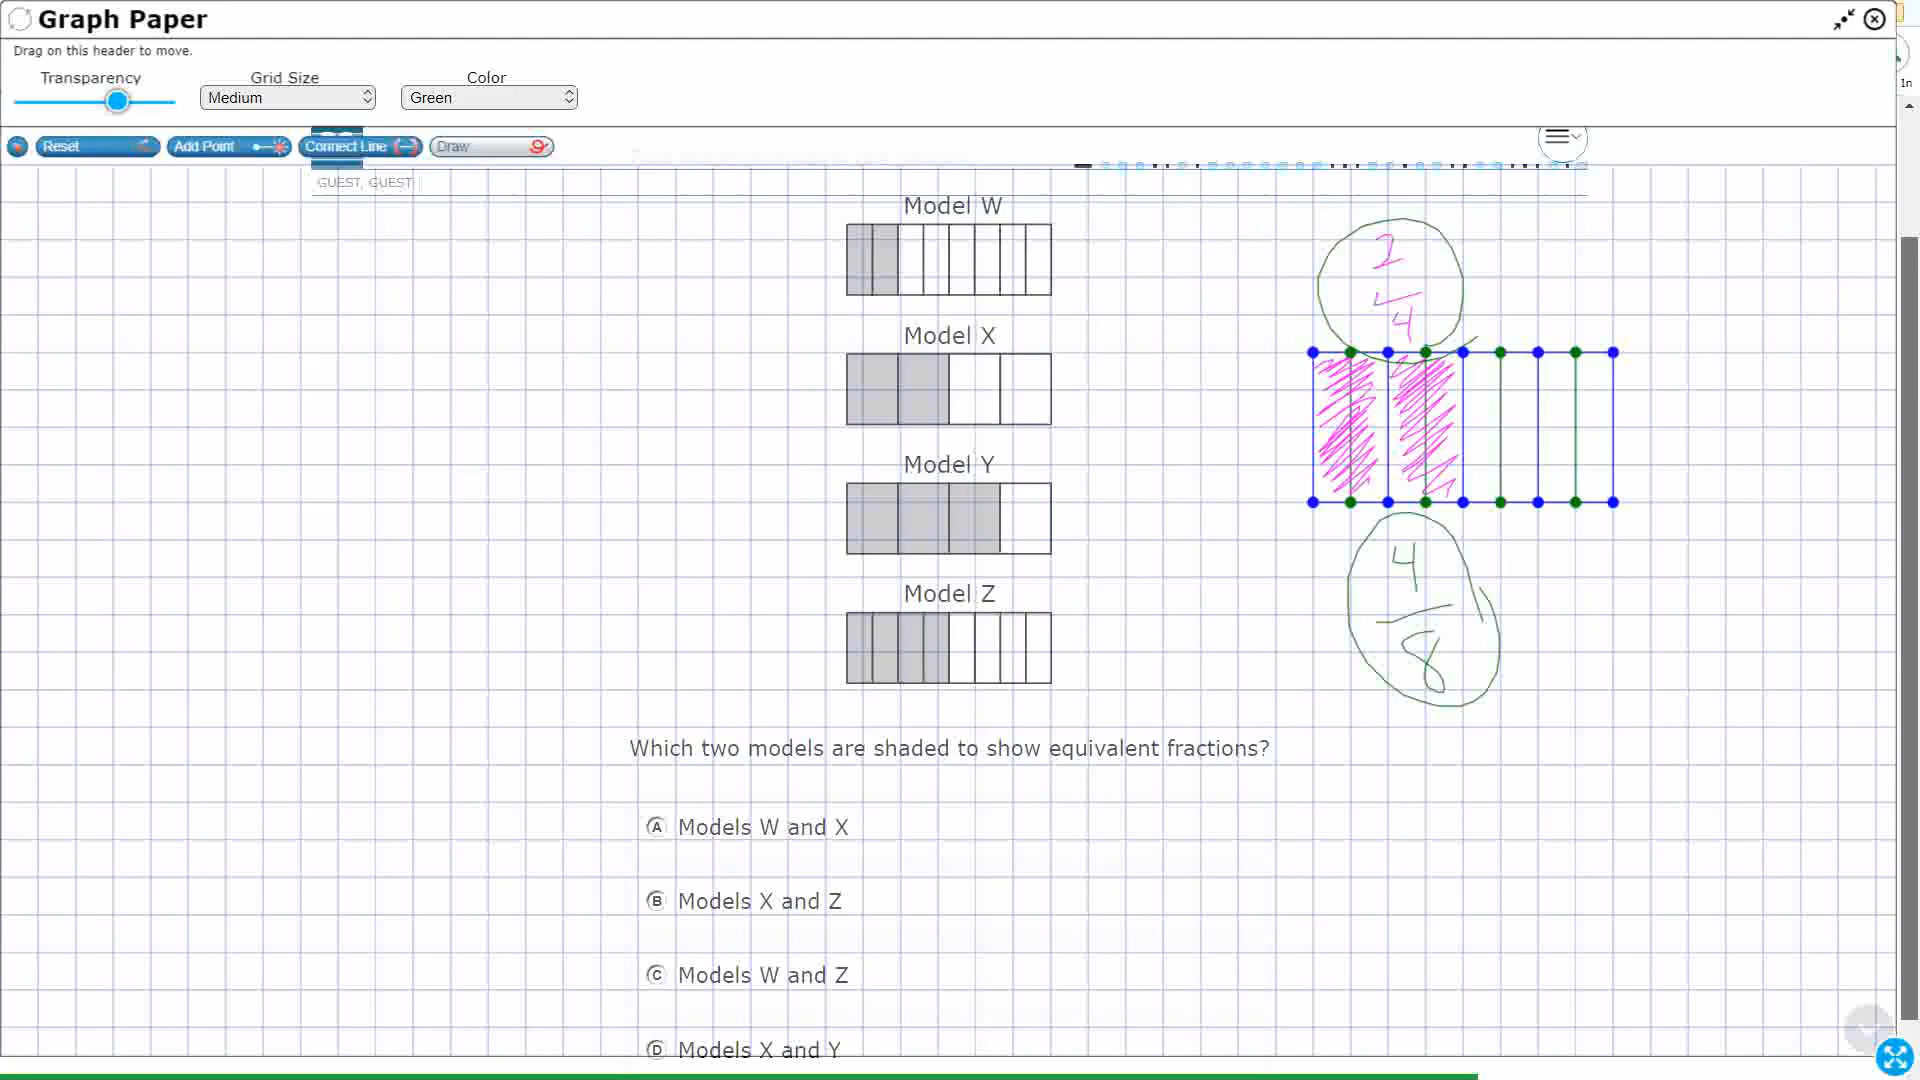 Graph Paper
Drag on this header to move.
Transparency
Grid Size
Color
Medium
Green
Reset
Add Point
Connect Line
Draw
In
GUEST, GUEST
Model W
Model X
Model Y
Model Z
2
4
4
8
Which two models are shaded to show equivalent fractions?
A Models W and X
B Models X and Z
C Models W and Z
D Models X and Y